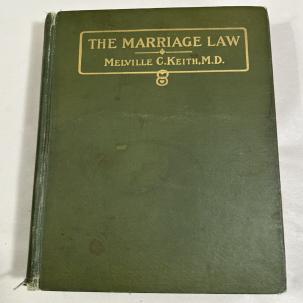 THE MARRIAGE LAW
MELVILLE C. KEITH, M.D.